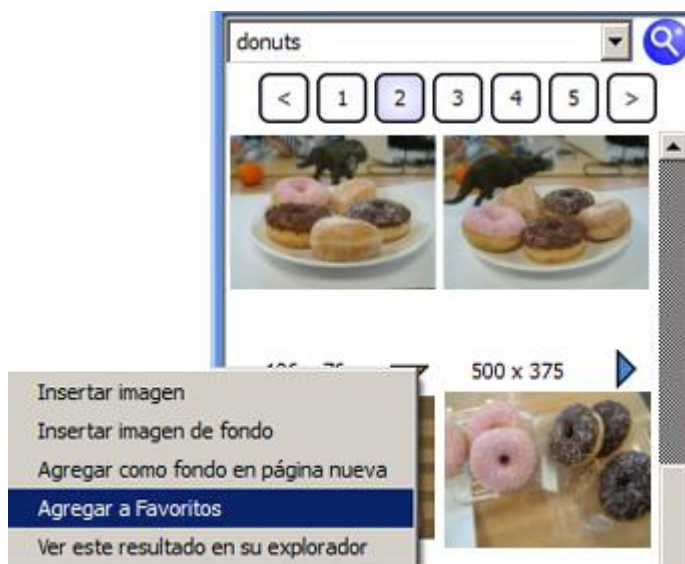 donuts
< 1 2 3 4 5 >
500 x 375
Insertar imagen
Insertar imagen de fondo
Agregar como fondo en página nueva
Agregar a Favoritos
Ver este resultado en su explorador